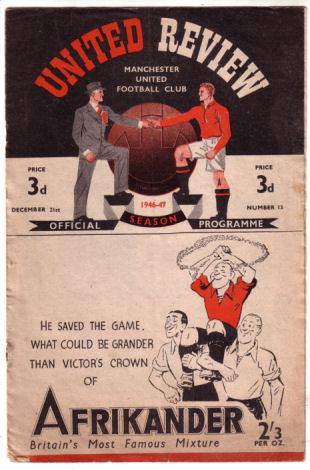 UNITED REVIEW
MANCHESTER
UNITED
FOOTBALL CLUB
PRICE
3d
DECEMBER 21st
PRICE
3d
NUMBER 13
1946-47
SEASON
OFFICIAL PROGRAMME
HE SAVED THE GAME,
WHAT COULD BE GRANDER
THAN VICTOR'S CROWN
OF
AFRIKANDER
2/3
PER OZ.
Britain's Most Famous Mixture